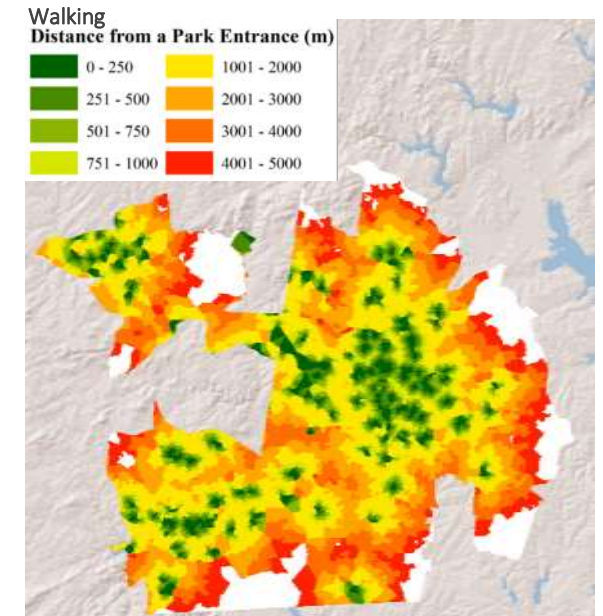 Walking
Distance from a Park Entrance (m)
0 - 250
1001 - 2000
251 - 500
2001 - 3000
501 - 750
3001 - 4000
751 - 1000
4001 - 5000